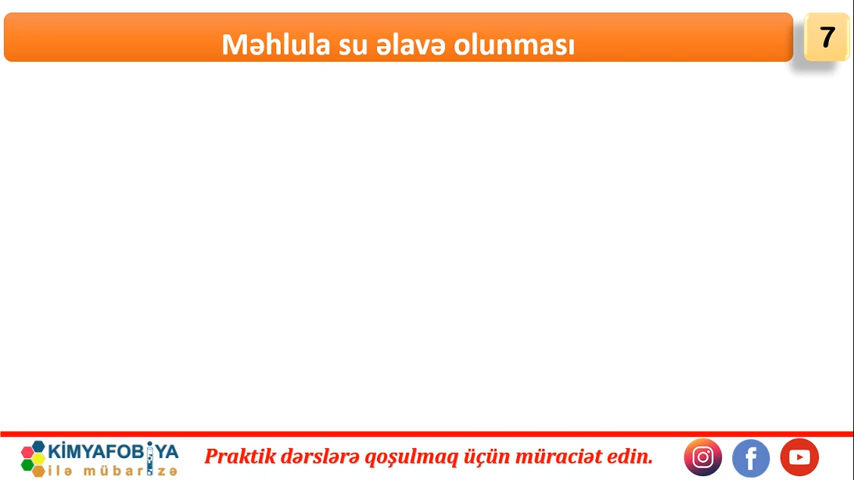 Məhlula su əlavə olunması
7
KİMYAFOBİYA
ilə mübarizə
Praktik dərslərə qoşulmaq üçün müraciət edin.